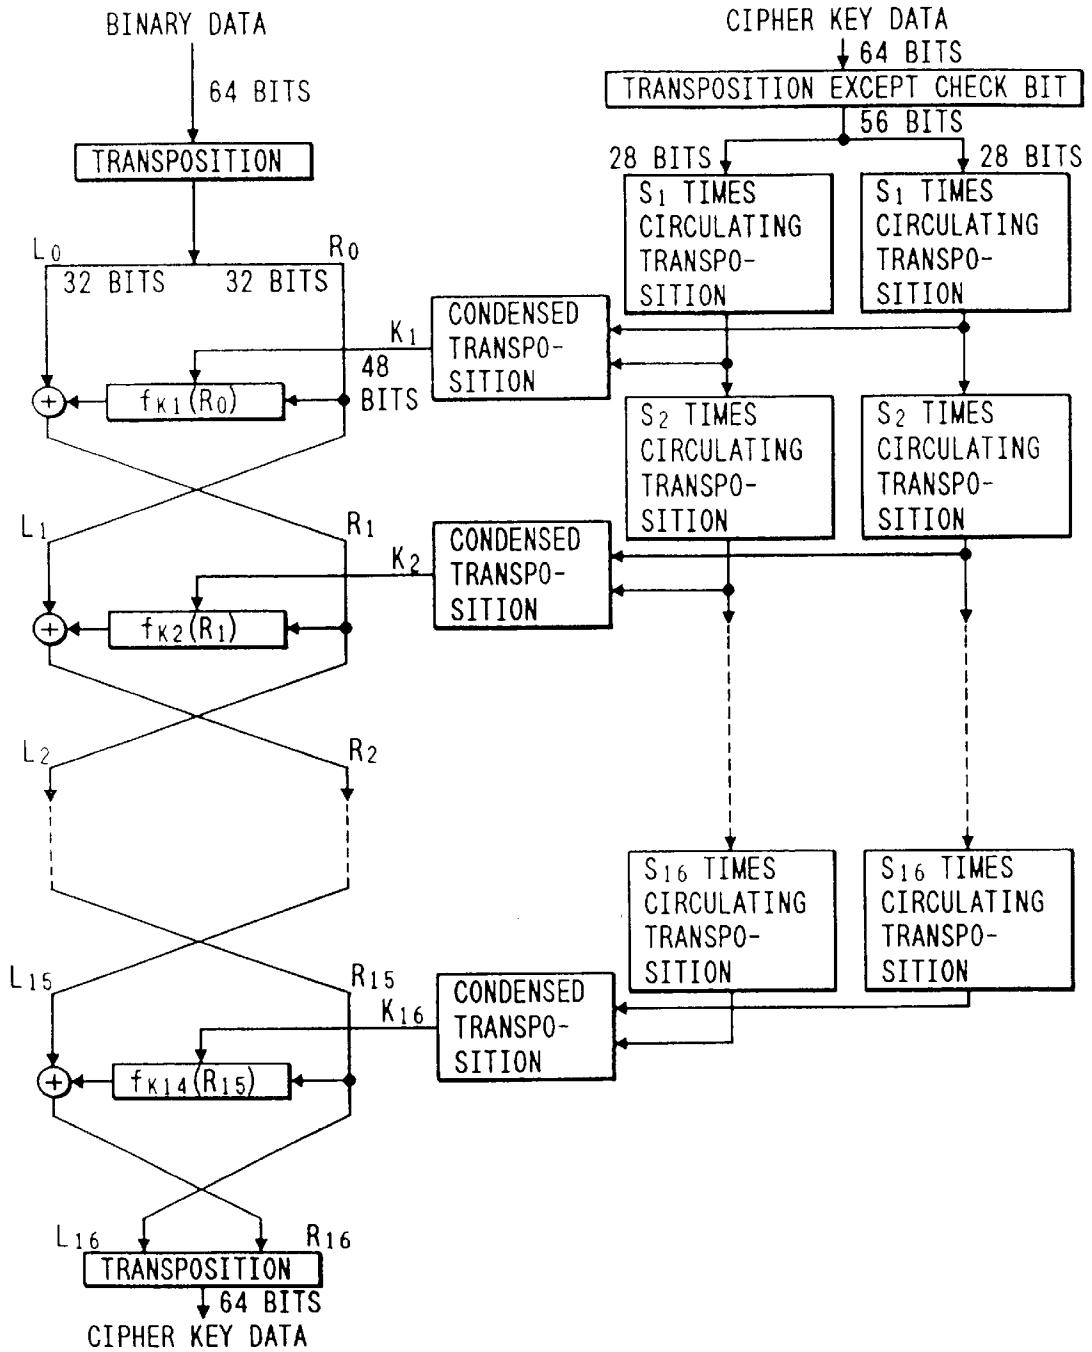 BINARY DATA
64 BITS
TRANSPOSITION
L0
R0
32 BITS
32 BITS
K1
48
BITS
fK1(R0)
L1
R1
K2
fK2(R1)
L2
R2
L15
R15
K16
fK14(R15)
L16
R16
TRANSPOSITION
64 BITS
CIPHER KEY DATA
CIPHER KEY DATA
64 BITS
TRANSPOSITION EXCEPT CHECK BIT
56 BITS
28 BITS
28 BITS
S1 TIMES
CIRCULATING
TRANSPO-
SITION
S1 TIMES
CIRCULATING
TRANSPO-
SITION
CONDENSED
TRANSPO-
SITION
S2 TIMES
CIRCULATING
TRANSPO-
SITION
S2 TIMES
CIRCULATING
TRANSPO-
SITION
CONDENSED
TRANSPO-
SITION
S16 TIMES
CIRCULATING
TRANSPO-
SITION
S16 TIMES
CIRCULATING
TRANSPO-
SITION
CONDENSED
TRANSPO-
SITION